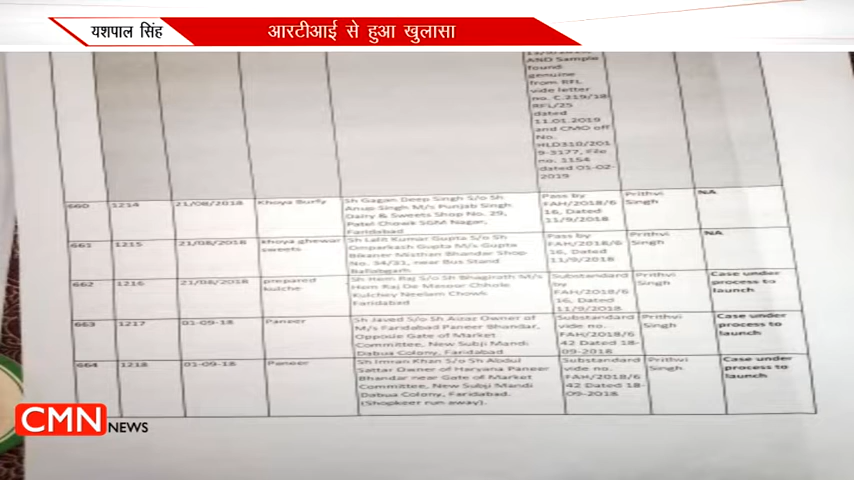 यशपाल सिंह
आरटीआई से हुआ खुलासा
AND Sample
found
genuine
from RFL
vide letter
no. C.219/18
RFL/25
dated
11.01.2019
and CMO off
No.
HLD310/201
9-3177, File
no. 1154
dated 01-02-
2019
660 1214 21/08/2018 Khoya Burfy Sh Gagan Deep Singh S/o Sh Pass by Prithvi NA
Anup Singh M/s Punjab Singh FAH/2018/6 Singh
Dairy & Sweets Shop No. 29, 16, Dated
Patel Chowk SGM Nagar, 11/9/2018
Faridabad
661 1215 21/08/2018 khoya ghewar Sh Lalit Kumar Gupta S/o Sh Pass by Prithvi NA
sweets Omparkash Gupta M/s Gupta FAH/2018/6 Singh
Bikaner Misthan Bhandar Shop 16, Dated
No. 34/31, near Bus Stand 11/9/2018
Ballabgarh
662 1216 21/08/2018 prepared Sh Hem Raj S/o Sh Bhagirath M/s Substandard Prithvi Case under
kulche Hem Raj De Masoor Chhole by Singh process to
Kulchey Neelam Chowk FAH/2018/6 launch
Faridabad 16, Dated
11/9/2018
663 1217 01-09-18 Paneer Sh Javed S/o Sh Aizaz Owner of Substandard Prithvi Case under
M/s Faridabad Paneer Bhandar, vide no. Singh process to
Opposie Gate of Market FAH/2018/6 launch
Committee, New Subji Mandi 42 Dated 18-
Dabua Colony, Faridabad 09-2018
664 1218 01-09-18 Paneer Sh Imran Khan S/o Sh Abdul Substandard Prithvi Case under
Sattar Owner of Haryana Paneer vide no. Singh process to
Bhandar near Gate of Market FAH/2018/6 launch
Committee, New Subji Mandi 42 Dated 18-
Dabua Colony, Faridabad. 09-2018
(Shopkeer run away).
CMN NEWS